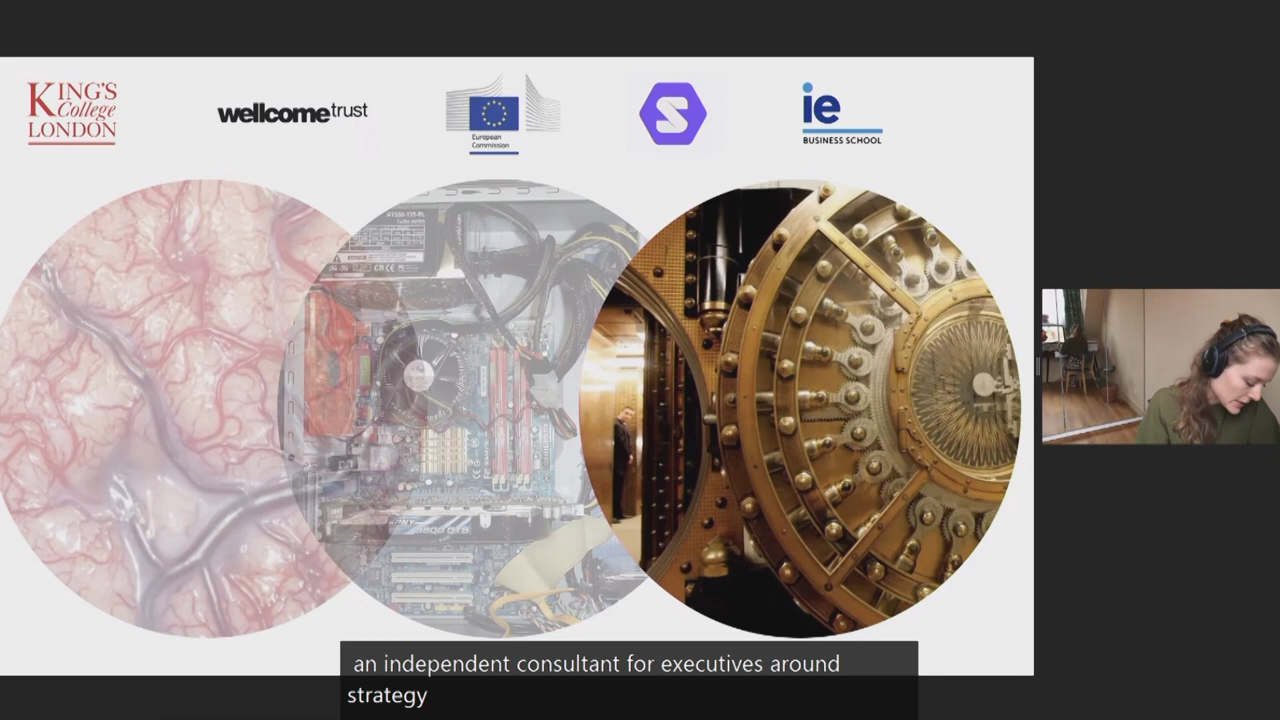 KING'S
College
LONDON
wellcometrust
European
Commission
S
ie
BUSINESS SCHOOL
an independent consultant for executives around
strategy